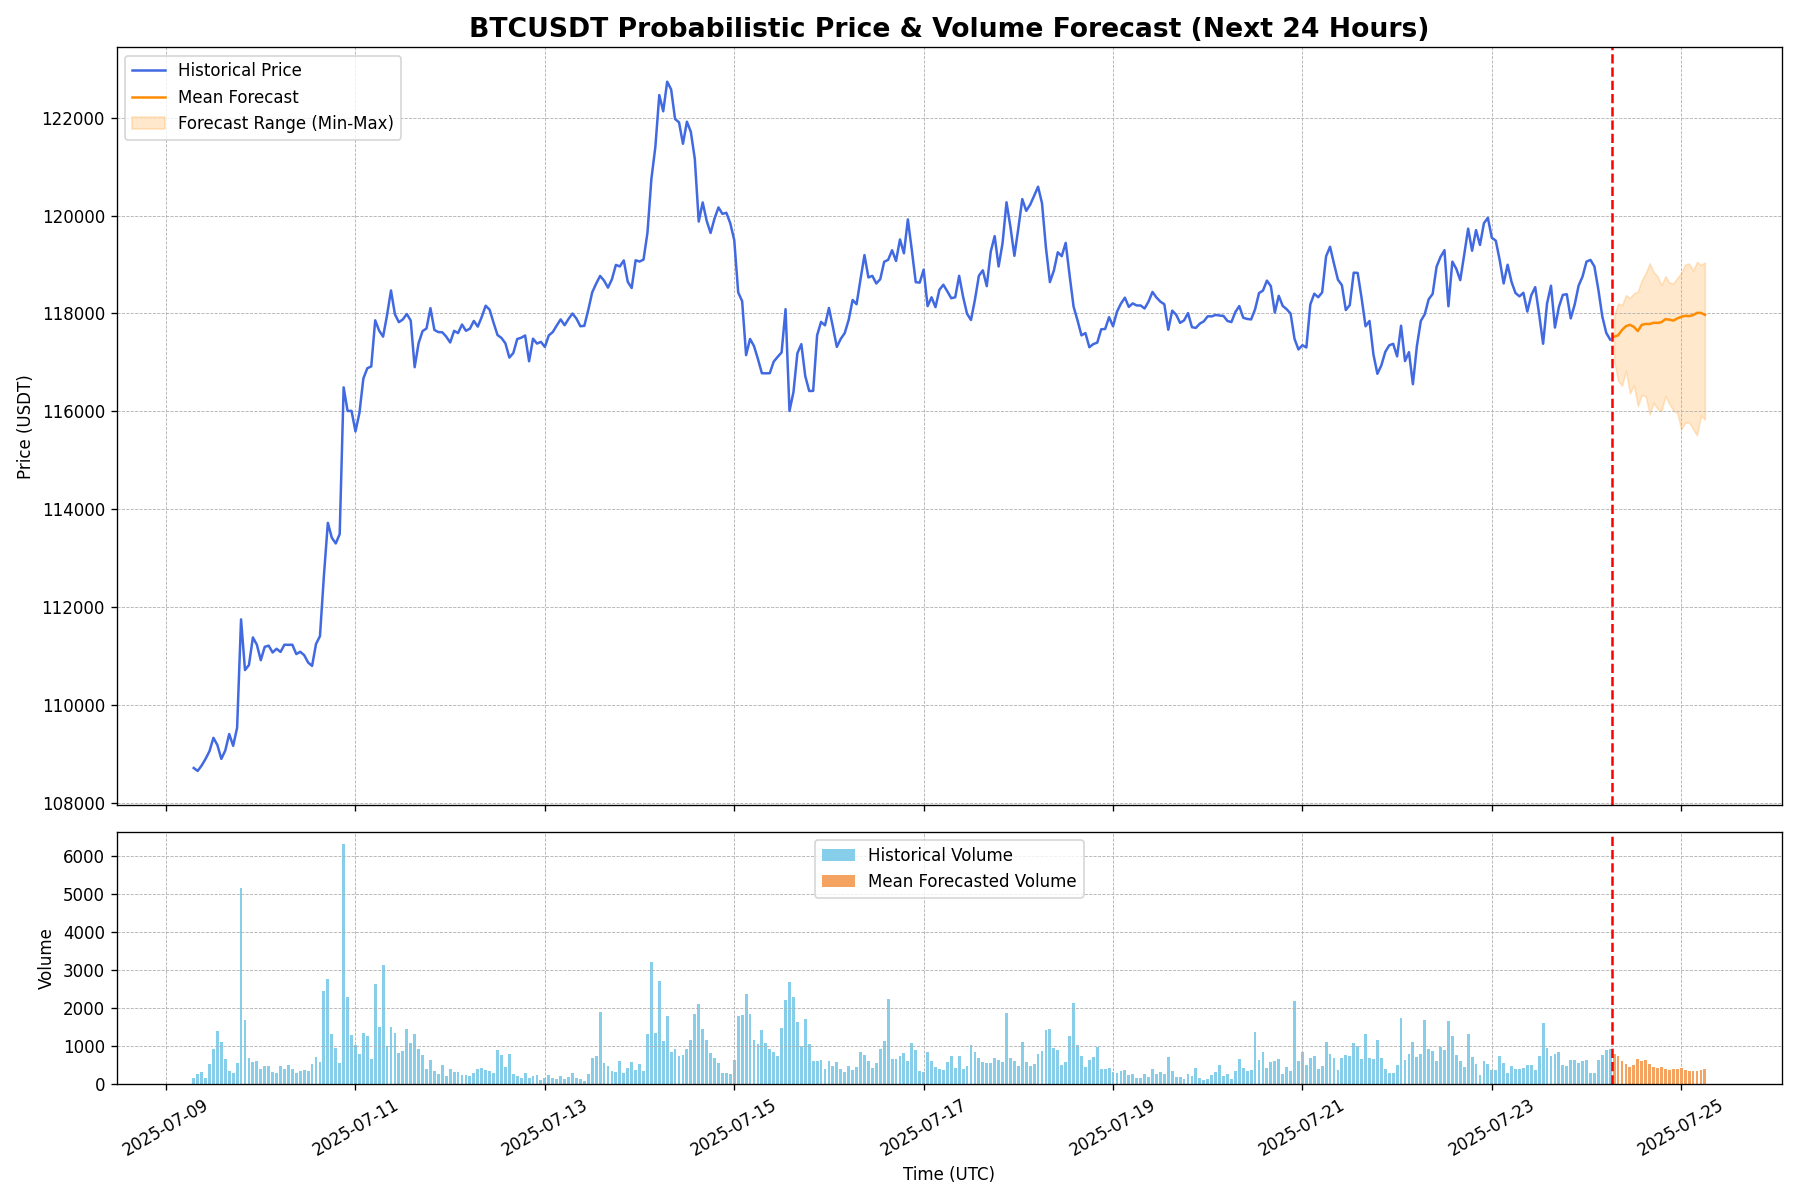 BTCUSDT Probabilistic Price & Volume Forecast (Next 24 Hours)
Historical Price
Mean Forecast
Forecast Range (Min-Max)
Price (USDT)
122000
120000
118000
116000
114000
112000
110000
108000
Historical Volume
Mean Forecasted Volume
Volume
6000
5000
4000
3000
2000
1000
0
2025-07-09
2025-07-11
2025-07-13
2025-07-15
2025-07-17
2025-07-19
2025-07-21
2025-07-23
2025-07-25
Time (UTC)